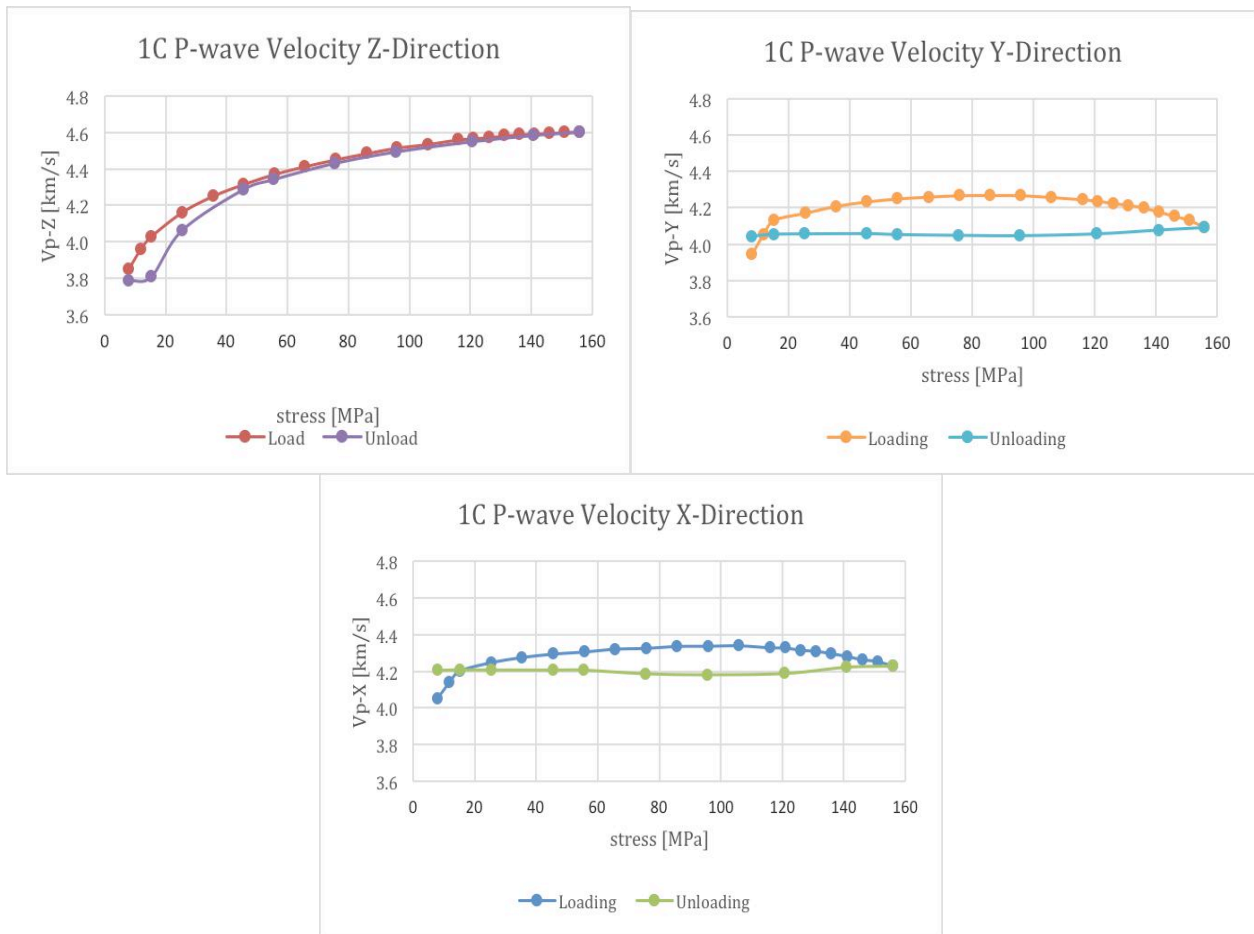 1C P-wave Velocity Z-Direction
Vp-Z [km/s]
4.8
4.6
4.4
4.2
4.0
3.8
3.6
0 20 40 60 80 100 120 140 160
stress [MPa]
Load Unload
1C P-wave Velocity Y-Direction
Vp-Y [km/s]
4.8
4.6
4.4
4.2
4.0
3.8
3.6
0 20 40 60 80 100 120 140 160
stress [MPa]
Loading Unloading
1C P-wave Velocity X-Direction
Vp-X [km/s]
4.8
4.6
4.4
4.2
4.0
3.8
3.6
0 20 40 60 80 100 120 140 160
stress [MPa]
Loading Unloading